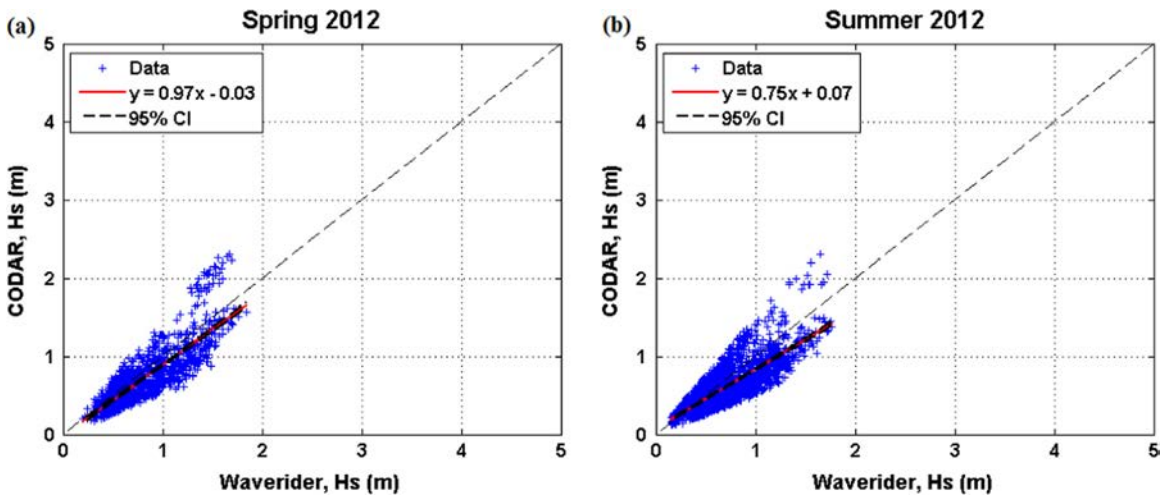 (a)
Spring 2012
Data
y = 0.97x - 0.03
95% CI
CODAR, Hs (m)
5
4
3
2
1
0
0 1 2 3 4 5
Waverider, Hs (m)
(b)
Summer 2012
Data
y = 0.75x + 0.07
95% CI
CODAR, Hs (m)
5
4
3
2
1
0
0 1 2 3 4 5
Waverider, Hs (m)